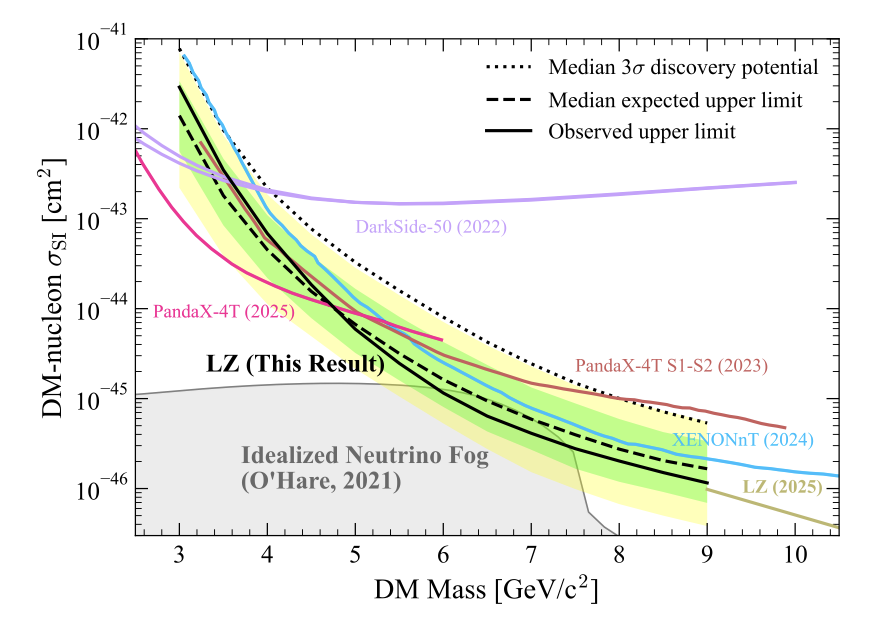 10⁻⁴¹
10⁻⁴²
10⁻⁴³
10⁻⁴⁴
10⁻⁴⁵
10⁻⁴⁶
DM-nucleon σ_SI [cm²]
Median 3σ discovery potential
Median expected upper limit
Observed upper limit
DarkSide-50 (2022)
PandaX-4T (2025)
LZ (This Result)
PandaX-4T S1-S2 (2023)
XENONnT (2024)
Idealized Neutrino Fog
(O'Hare, 2021)
LZ (2025)
3 4 5 6 7 8 9 10
DM Mass [GeV/c²]